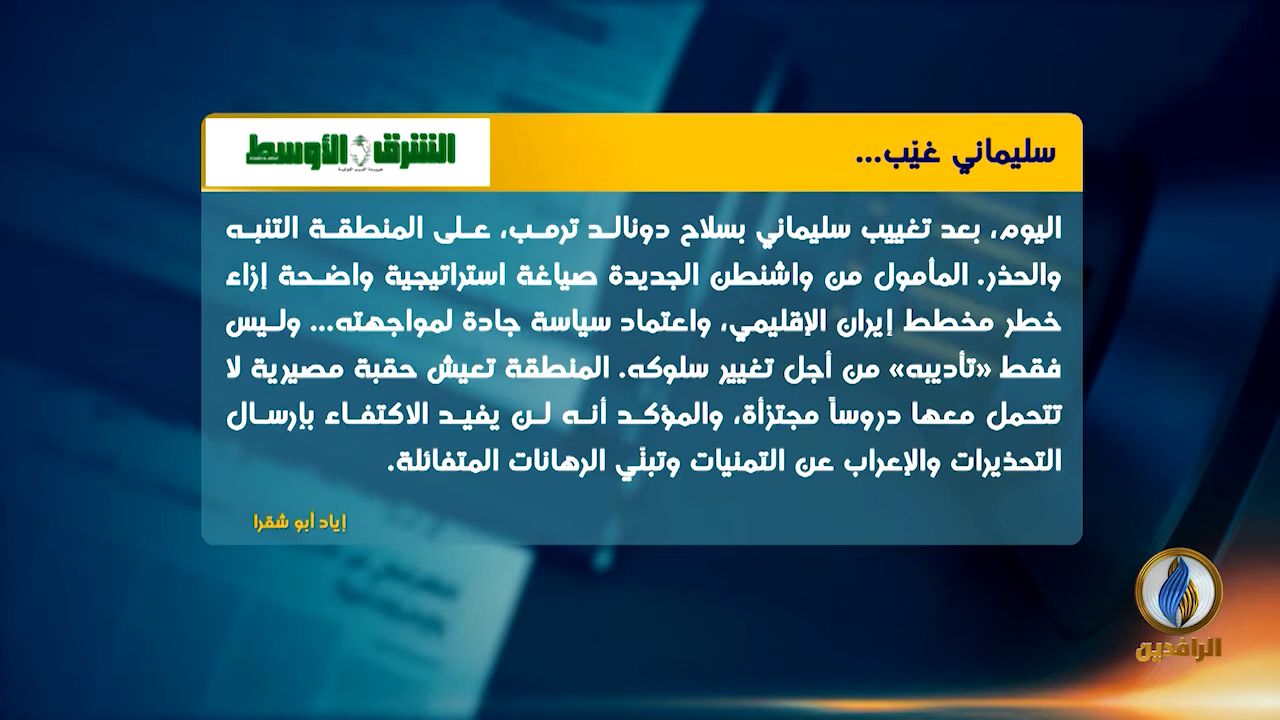 سليماني غيّب...
الشرق الأوسط
اليوم، بعد تغييب سليماني بسلاح دونالد ترمب، على المنطقة التنبه
والحذر. المأمول من واشنطن الجديدة صياغة استراتيجية واضحة إزاء
خطر مخطط إيران الإقليمي، واعتماد سياسة جادة لمواجهته... وليس
فقط «تأديبه» من أجل تغيير سلوكه. المنطقة تعيش حقبة مصيرية لا
تتحمل معها دروساً مجتزأة، والمؤكد أنه لن يفيد الاكتفاء بإرسال
التحذيرات والإعراب عن التمنيات وتبنّي الرهانات المتفائلة.
إياد أبو شقرا
الرافدين